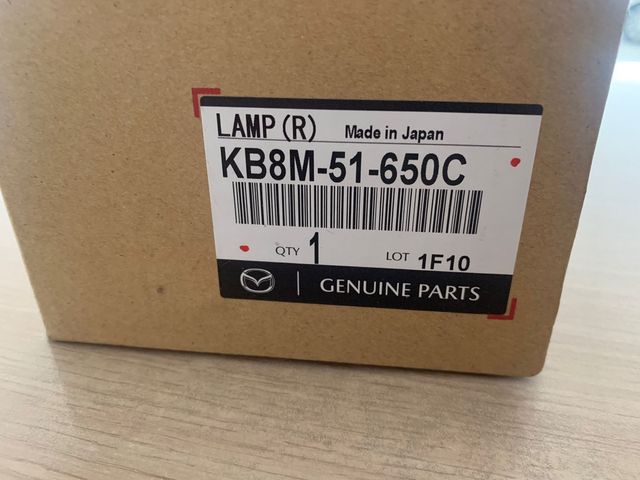 LAMP(R) Made in Japan
KB8M-51-650C
QTY 1 LOT 1F10
GENUINE PARTS